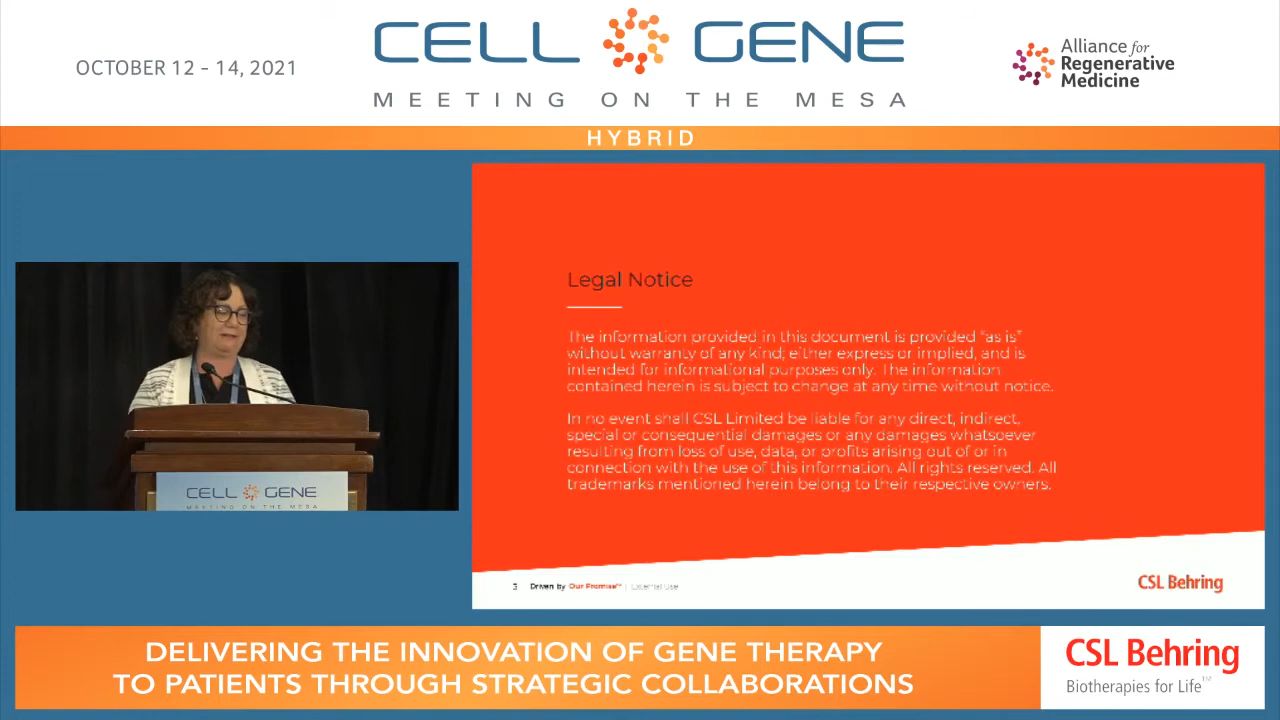 OCTOBER 12 - 14, 2021
CELL GENE
MEETING ON THE MESA
Alliance for
Regenerative
Medicine
HYBRID
Legal Notice
The information provided in this document is provided "as is"
without warranty of any kind; either express or implied, and is
intended for informational purposes only. The information
contained herein is subject to change at any time without notice.
In no event shall CSL Limited be liable for any direct, indirect,
special or consequential damages or any damages whatsoever
resulting from loss of use, data, or profits arising out of or in
connection with the use of this information. All rights reserved. All
trademarks mentioned herein belong to their respective owners.
3 Driven by Our Promise™ | External Use
CSL Behring
CELL GENE
MEETING ON THE MESA
DELIVERING THE INNOVATION OF GENE THERAPY
TO PATIENTS THROUGH STRATEGIC COLLABORATIONS
CSL Behring
Biotherapies for Life™